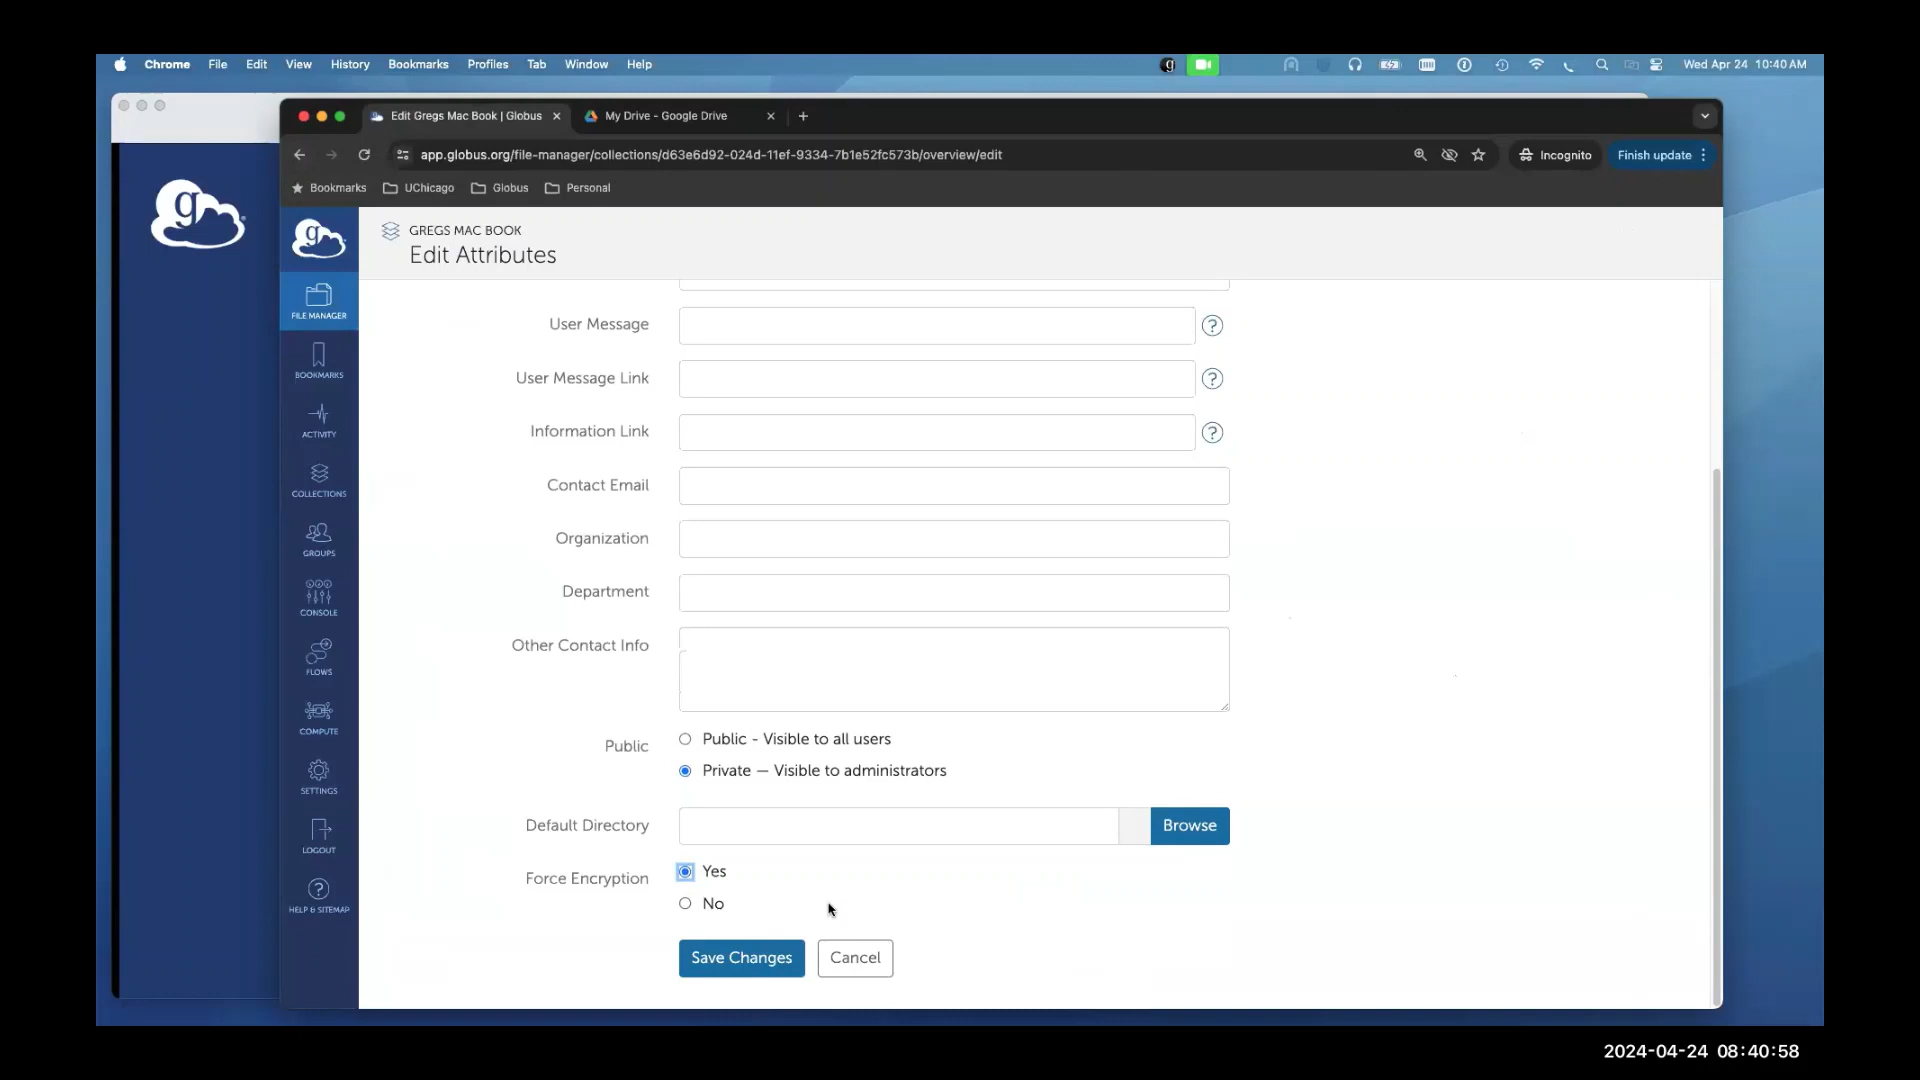 Chrome File Edit View History Bookmarks Profiles Tab Window Help
g
Wed Apr 24 10:40 AM
Edit Gregs Mac Book | Globus
My Drive - Google Drive
app.globus.org/file-manager/collections/d63e6d92-024d-11ef-9334-7b1e52fc573b/overview/edit
Incognito
Finish update
Bookmarks UChicago Globus Personal
g
g
GREGS MAC BOOK
Edit Attributes
FILE MANAGER
BOOKMARKS
ACTIVITY
COLLECTIONS
GROUPS
CONSOLE
FLOWS
COMPUTE
SETTINGS
LOGOUT
?
HELP & SITEMAP
User Message ?
User Message Link ?
Information Link ?
Contact Email
Organization
Department
Other Contact Info
Public
Public - Visible to all users
Private — Visible to administrators
Default Directory Browse
Force Encryption
Yes
No
Save Changes Cancel
2024-04-24 08:40:58